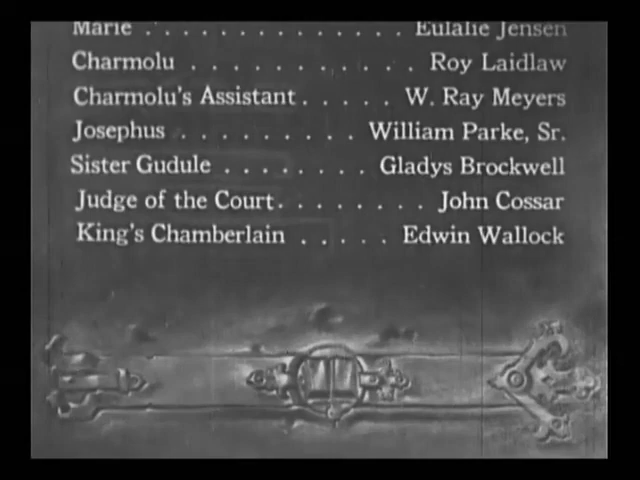 Marie . . . . . . . . . . . . . Eulalie Jensen
Charmolu . . . . . . . . . . . . Roy Laidlaw
Charmolu's Assistant . . . . . W. Ray Meyers
Josephus . . . . . . . . . William Parke, Sr.
Sister Gudule . . . . . . . . Gladys Brockwell
Judge of the Court . . . . . . . . John Cossar
King's Chamberlain . . . . . Edwin Wallock